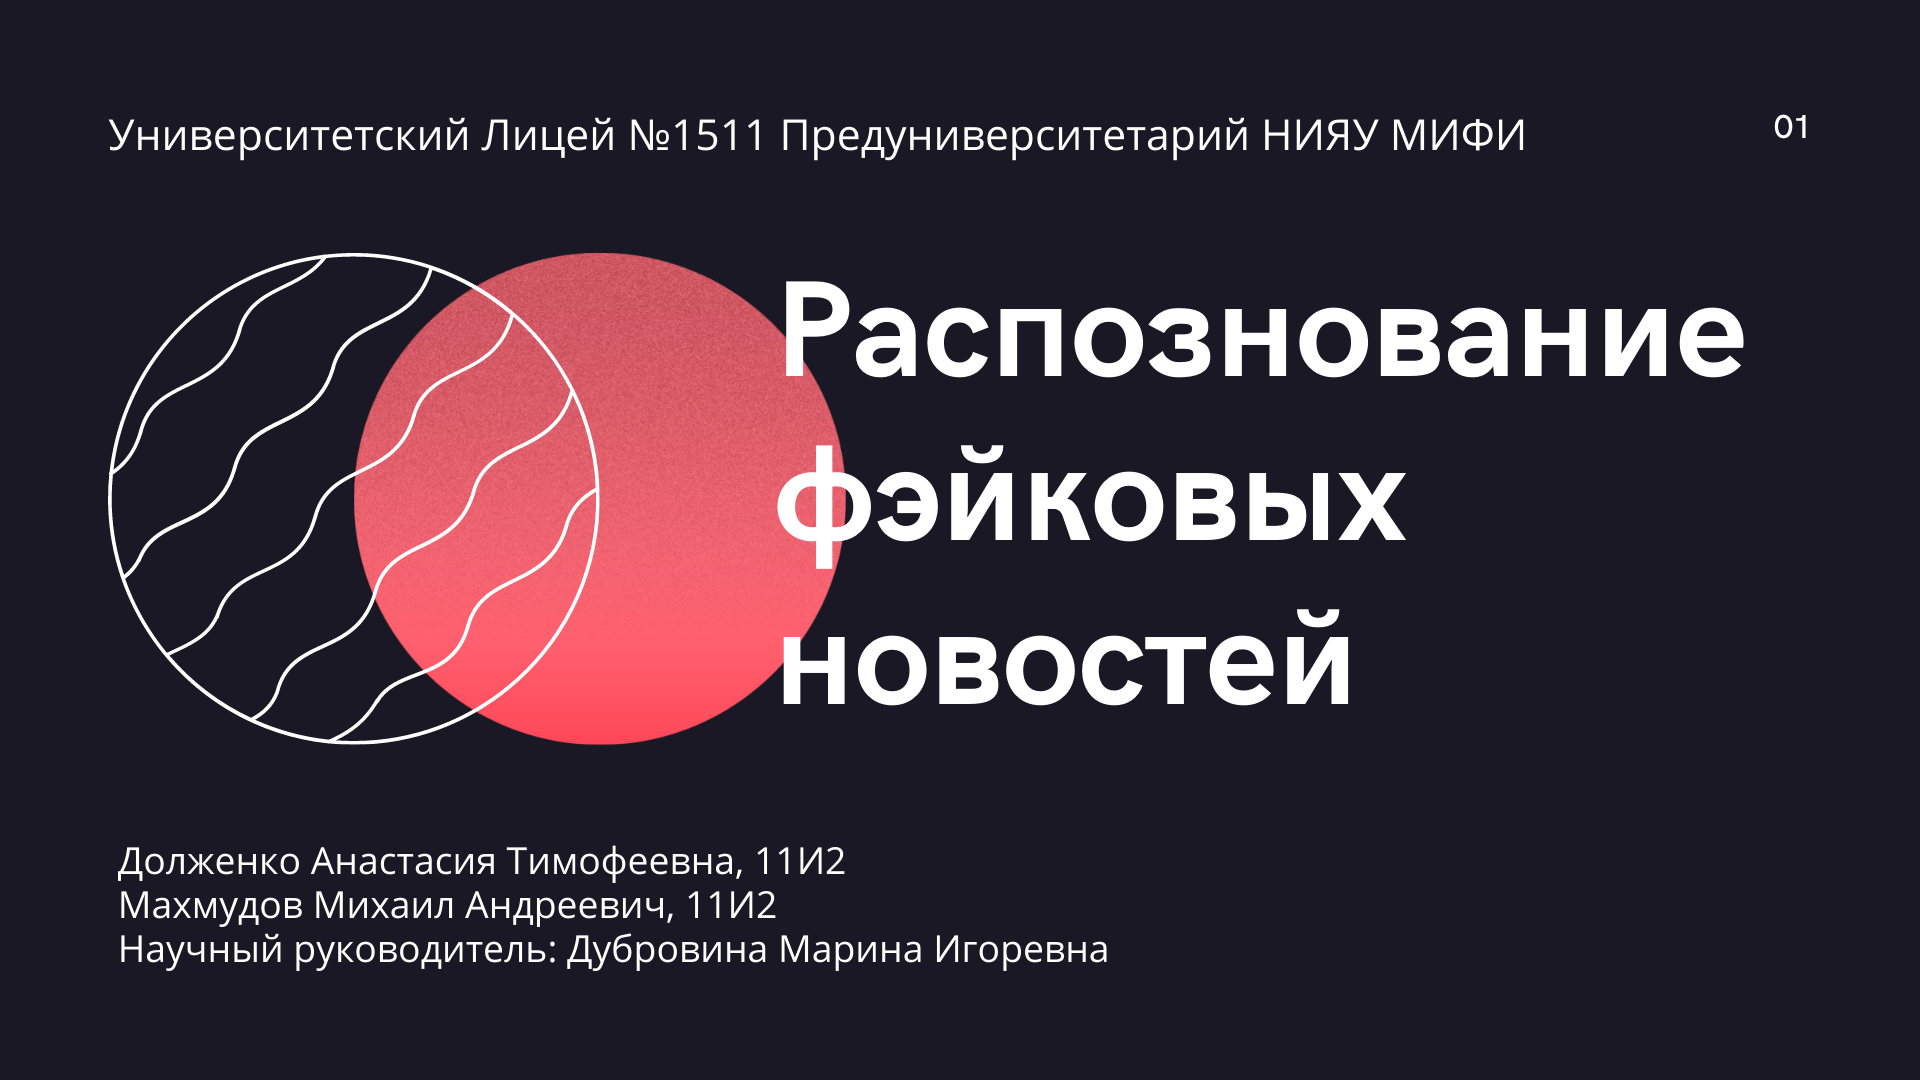 Университетский Лицей №1511 Предуниверситетарий НИЯУ МИФИ
01
Распознование
фэйковых
новостей
Долженко Анастасия Тимофеевна, 11И2
Махмудов Михаил Андреевич, 11И2
Научный руководитель: Дубровина Марина Игоревна